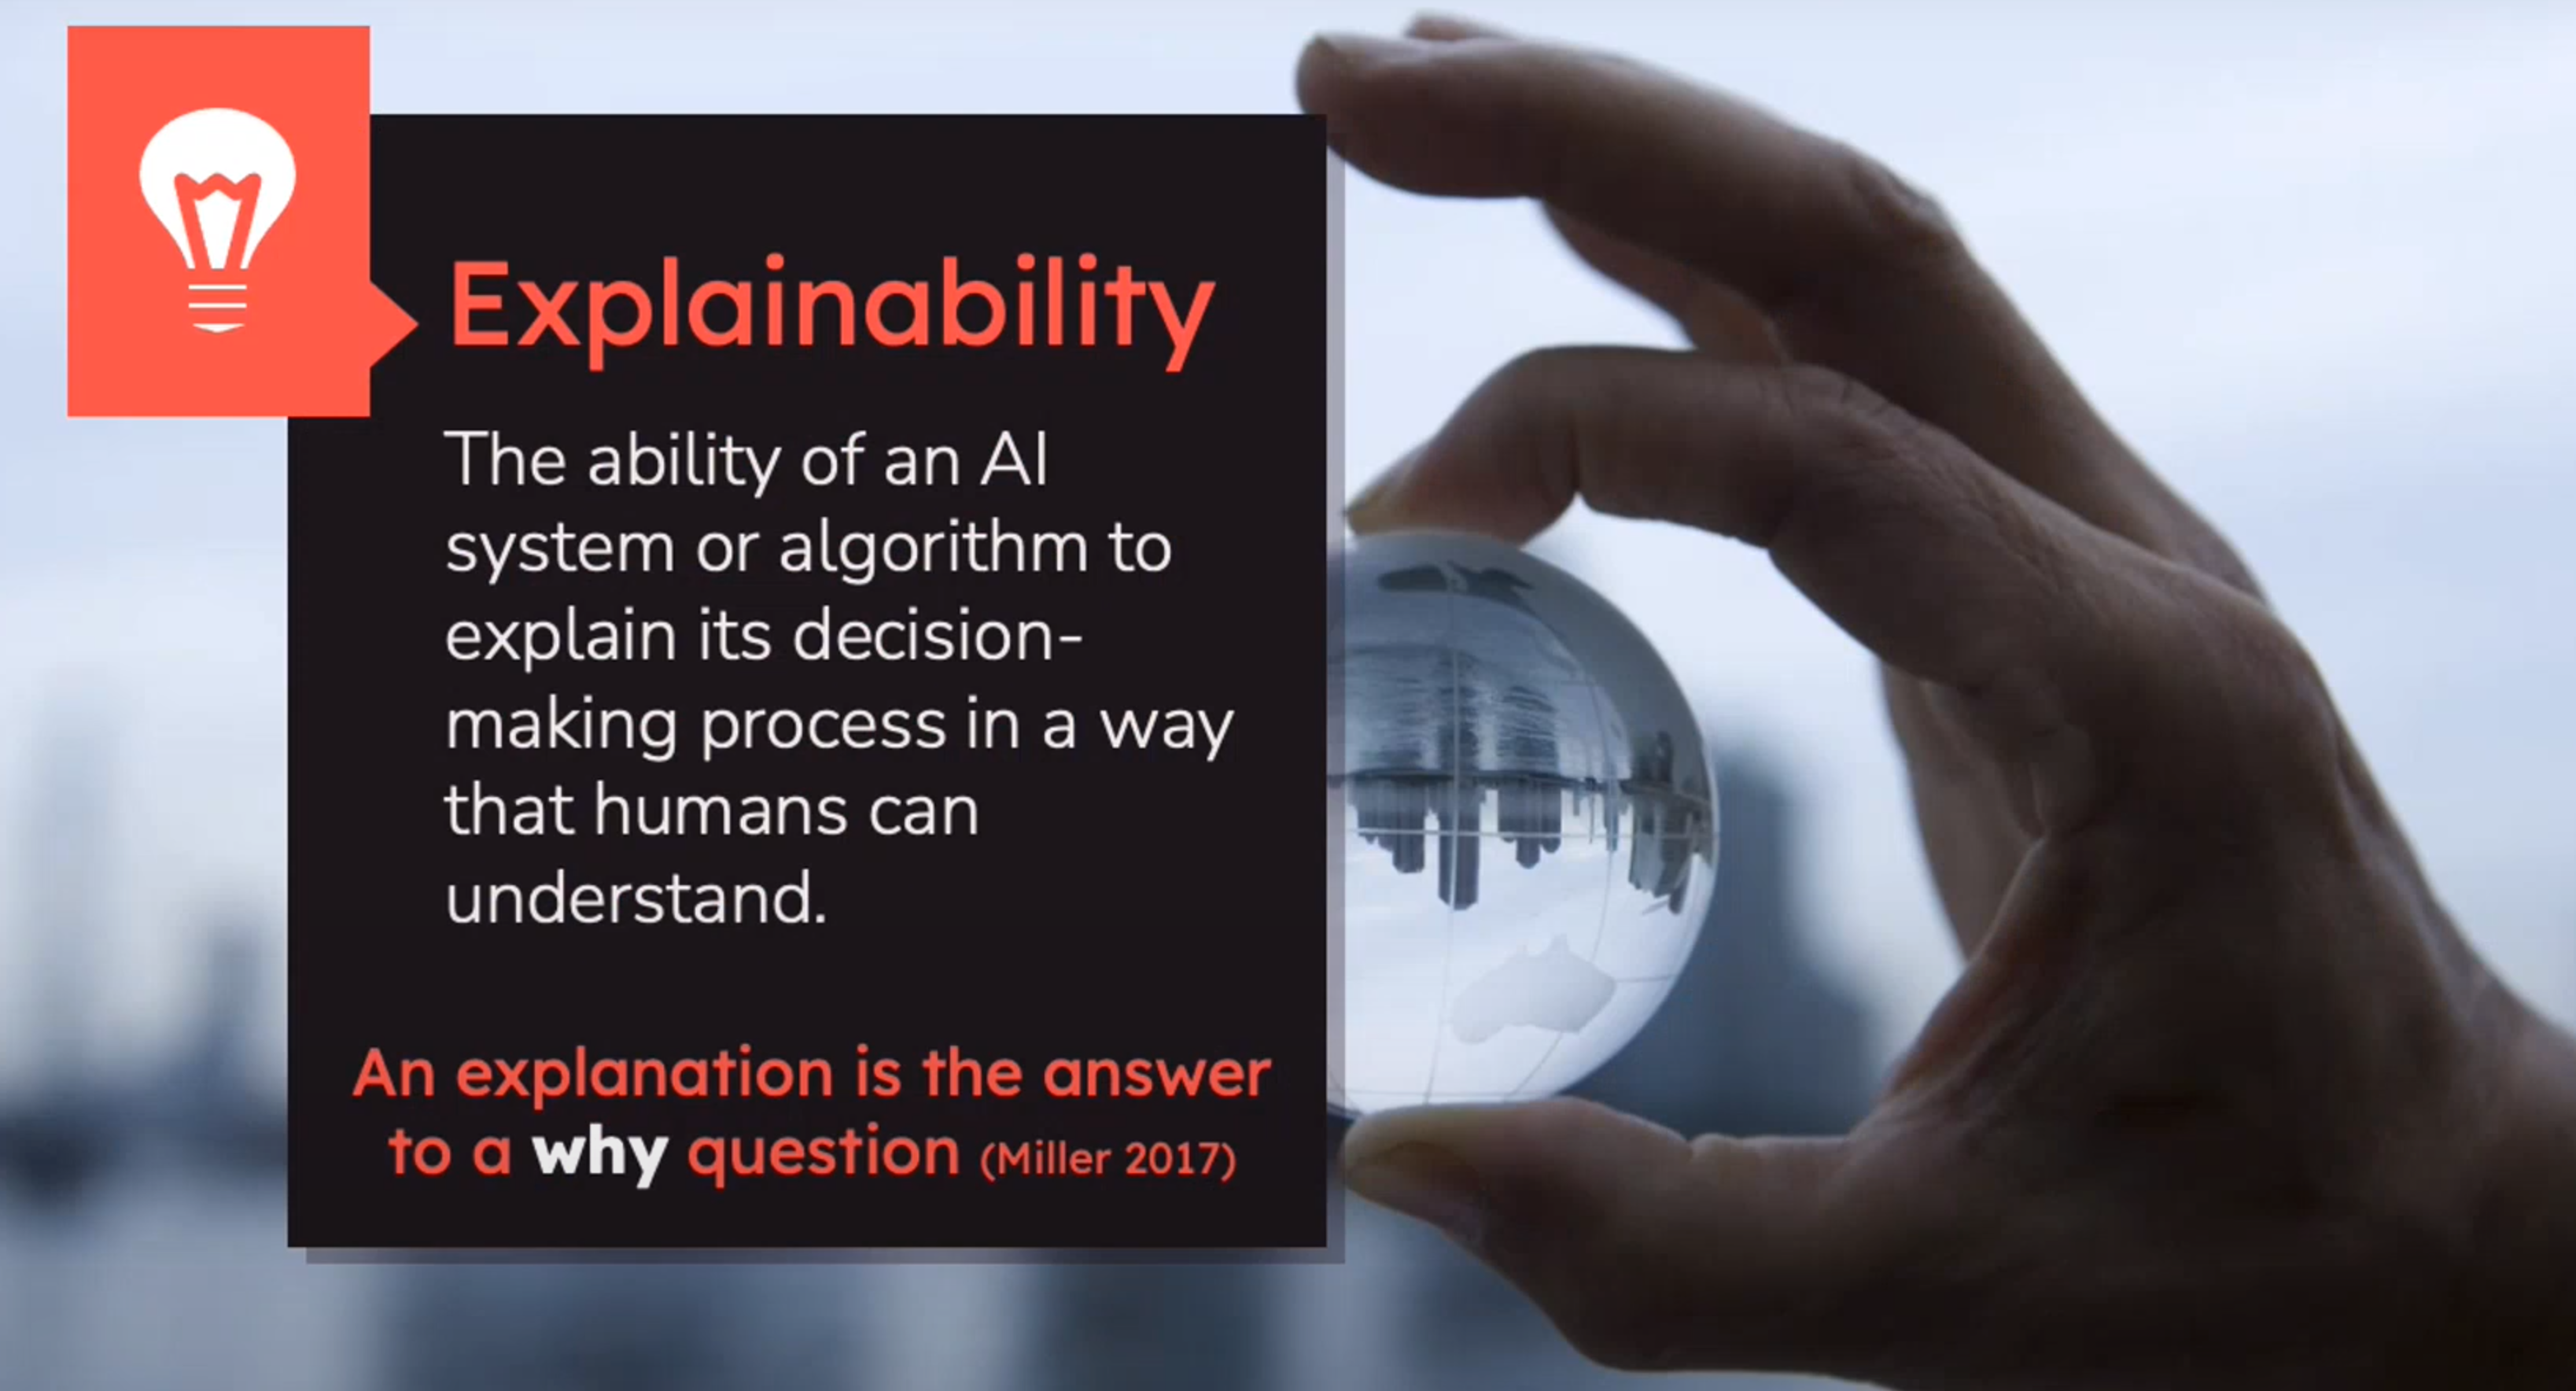 Explainability
The ability of an AI
system or algorithm to
explain its decision-
making process in a way
that humans can
understand.
An explanation is the answer
to a why question (Miller 2017)